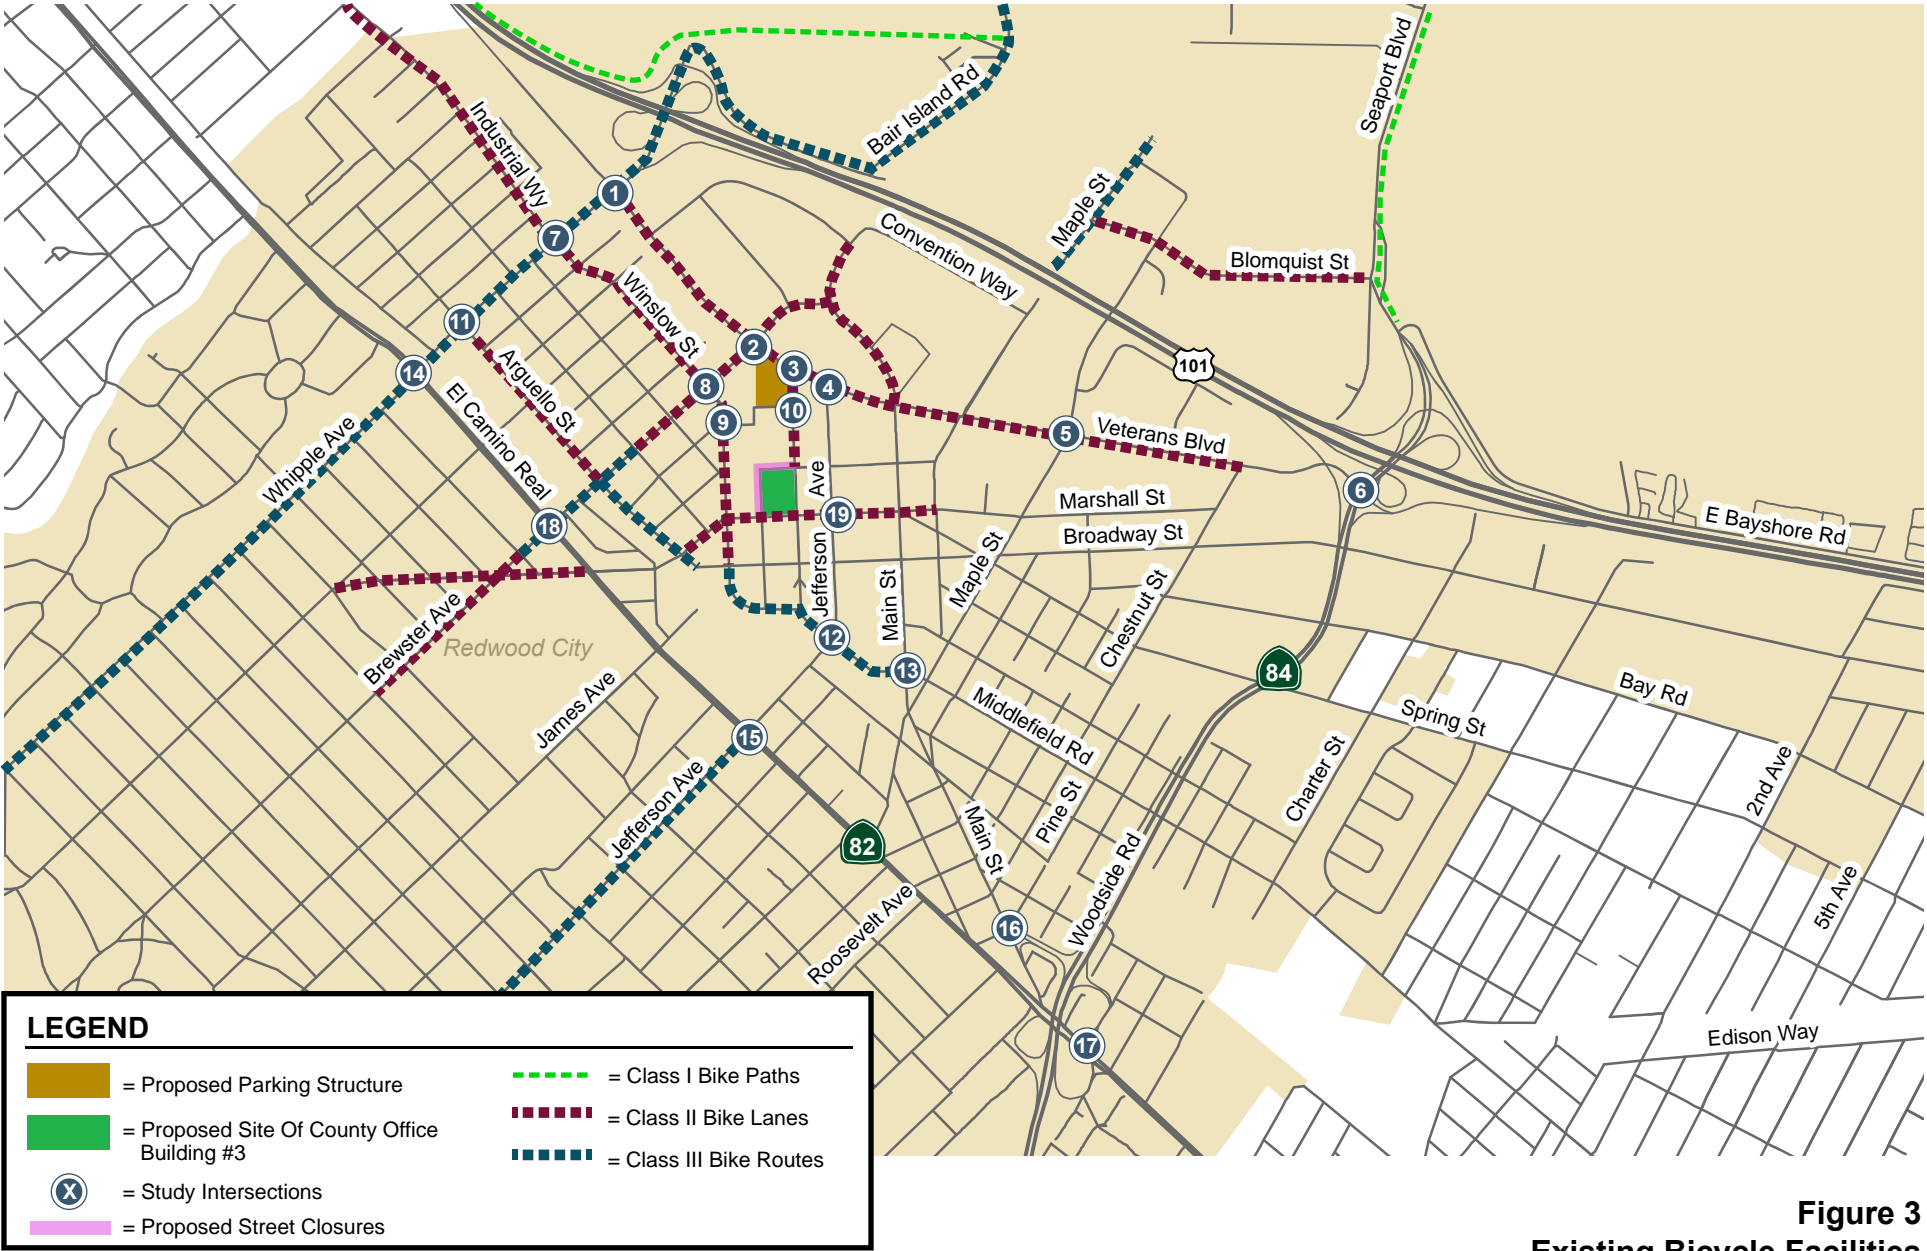 Seaport Blvd
Industrial Wy
Bair Island Rd
1
7
Maple St
Convention Way
Blomquist St
Winslow St
11
2
3
101
14
Arguello St
8
4
El Camino Real
9
10
5
Veterans Blvd
Whipple Ave
6
Jefferson Ave
Marshall St
19
18
Broadway St
E Bayshore Rd
Maple St
Main St
Chestnut St
Brewster Ave
Redwood City
12
13
84
James Ave
Middlefield Rd
Bay Rd
Spring St
15
Jefferson Ave
Charter St
2nd Ave
Pine St
Main St
82
Woodside Rd
Roosevelt Ave
5th Ave
16
17
Edison Way
LEGEND
= Proposed Parking Structure
= Proposed Site Of County Office
Building #3
X
= Study Intersections
= Proposed Street Closures
= Class I Bike Paths
= Class II Bike Lanes
= Class III Bike Routes
Figure 3
Existing Bicycle Facilities